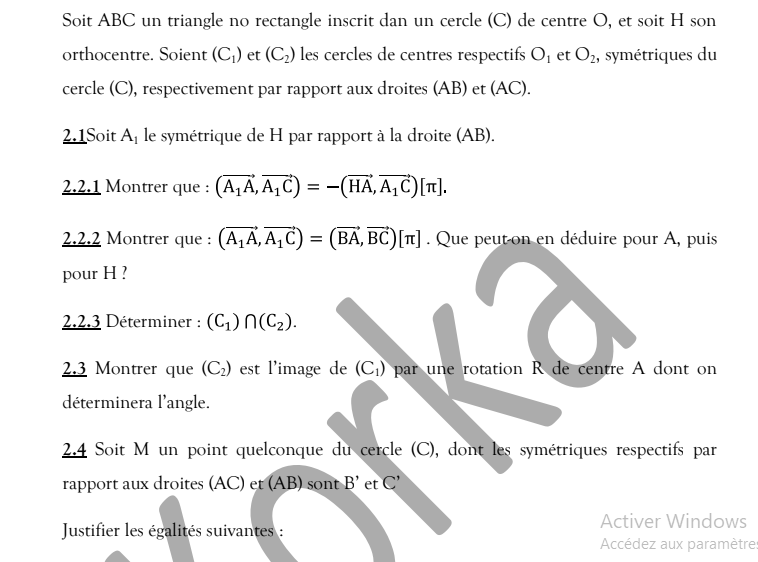 Soit ABC un triangle no rectangle inscrit dan un cercle (C) de centre O, et soit H son
orthocentre. Soient (C₁) et (C₂) les cercles de centres respectifs O₁ et O₂, symétriques du
cercle (C), respectivement par rapport aux droites (AB) et (AC).
2.1Soit A₁ le symétrique de H par rapport à la droite (AB).
2.2.1 Montrer que : (A₁A⃗, A₁C⃗) = −(HA⃗, A₁C⃗)[π].
2.2.2 Montrer que : (A₁A⃗, A₁C⃗) = (BA⃗, BC⃗)[π] . Que peut-on en déduire pour A, puis
pour H ?
2.2.3 Déterminer : (C₁) ⋂(C₂).
2.3 Montrer que (C₂) est l’image de (C₁) par une rotation R de centre A dont on
déterminera l’angle.
2.4 Soit M un point quelconque du cercle (C), dont les symétriques respectifs par
rapport aux droites (AC) et (AB) sont B’ et C’
Justifier les égalités suivantes :
Korka
Activer Windows
Accédez aux paramètres